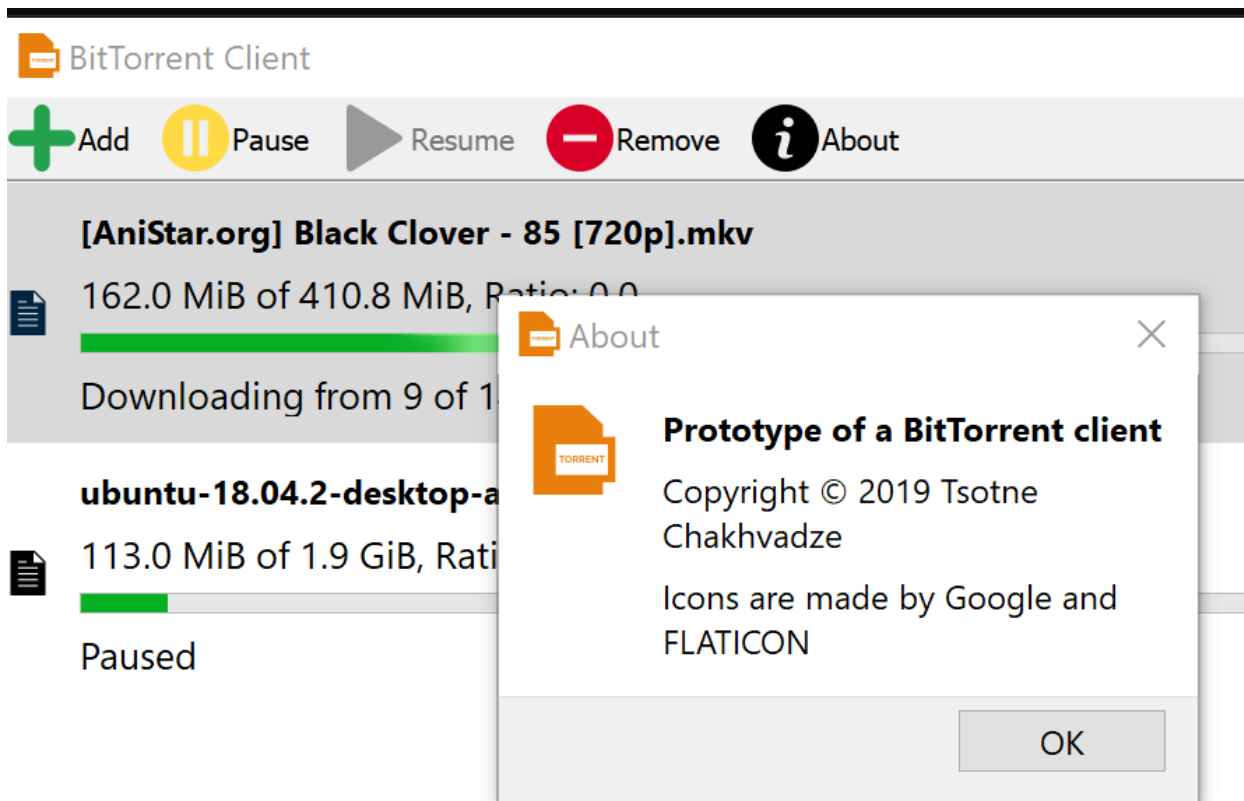 BitTorrent Client
Add Pause Resume Remove About
[AniStar.org] Black Clover - 85 [720p].mkv
162.0 MiB of 410.8 MiB, Ratio: 0.0
Downloading from 9 of
ubuntu-18.04.2-desktop-a
113.0 MiB of 1.9 GiB, Rati
Paused
About
TORRENT
Prototype of a BitTorrent client
Copyright © 2019 Tsotne
Chakhvadze
Icons are made by Google and
FLATICON
OK